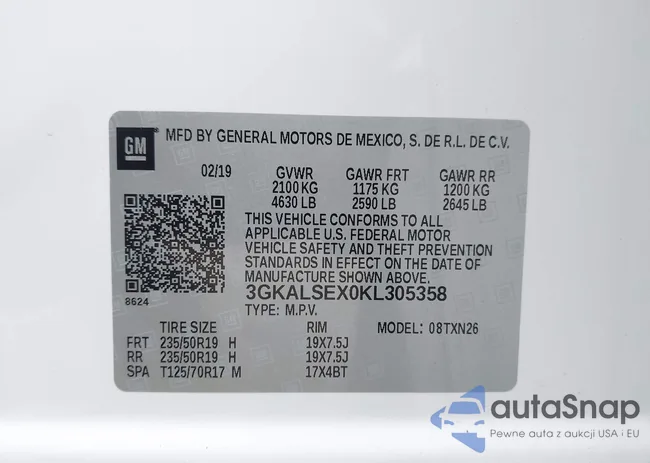 GM
MFD BY GENERAL MOTORS DE MEXICO, S. DE R.L. DE C.V.
02/19 GVWR GAWR FRT GAWR RR
2100 KG 1175 KG 1200 KG
4630 LB 2590 LB 2645 LB
THIS VEHICLE CONFORMS TO ALL
APPLICABLE U.S. FEDERAL MOTOR
VEHICLE SAFETY AND THEFT PREVENTION
STANDARDS IN EFFECT ON THE DATE OF
MANUFACTURE SHOWN ABOVE.
8624
3GKALSEX0KL305358
TYPE: M.P.V.
TIRE SIZE RIM MODEL: 08TXN26
FRT 235/50R19 H 19X7.5J
RR 235/50R19 H 19X7.5J
SPA T125/70R17 M 17X4BT
autaSnap
Pewne auta z aukcji USA i EU